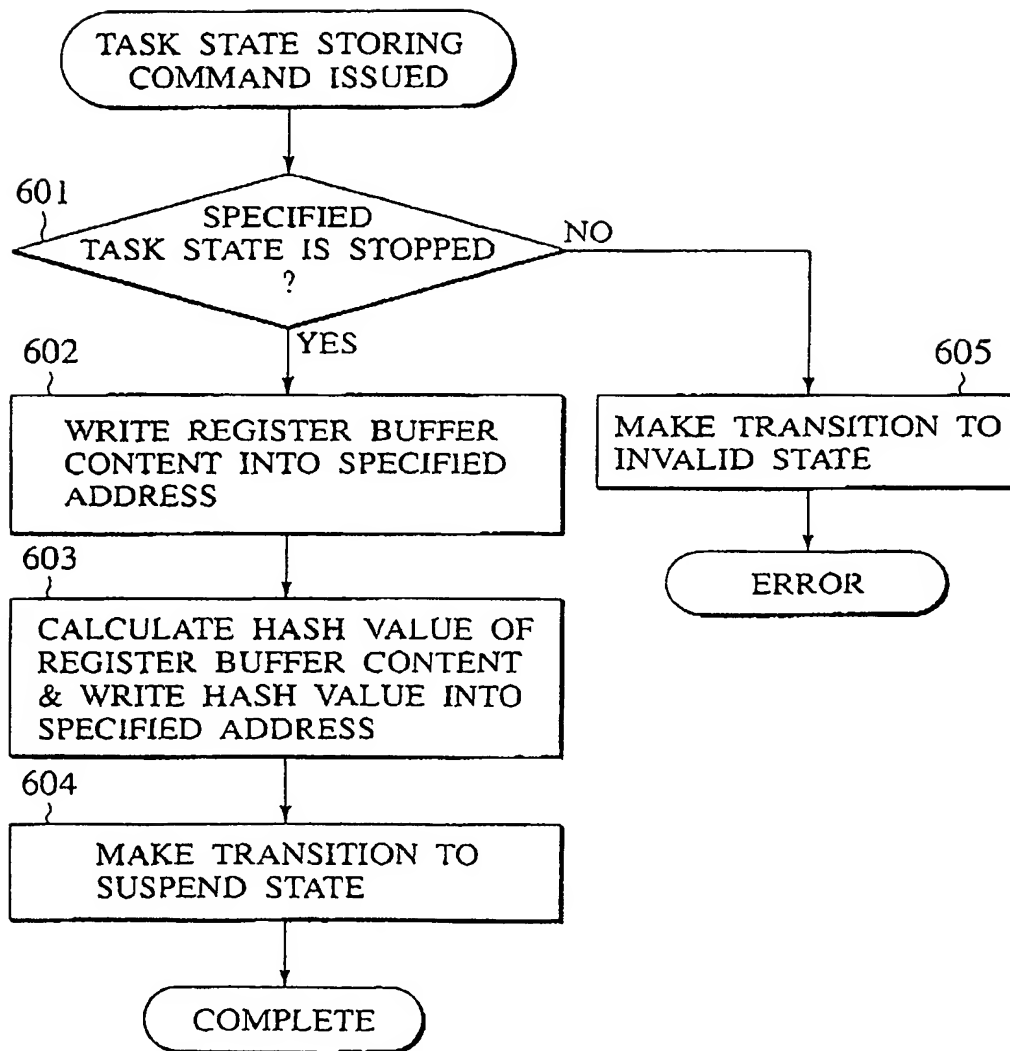 TASK STATE STORING
COMMAND ISSUED
601
SPECIFIED
TASK STATE IS STOPPED
?
NO
YES
602
WRITE REGISTER BUFFER
CONTENT INTO SPECIFIED
ADDRESS
605
MAKE TRANSITION TO
INVALID STATE
ERROR
603
CALCULATE HASH VALUE OF
REGISTER BUFFER CONTENT
& WRITE HASH VALUE INTO
SPECIFIED ADDRESS
604
MAKE TRANSITION TO
SUSPEND STATE
COMPLETE